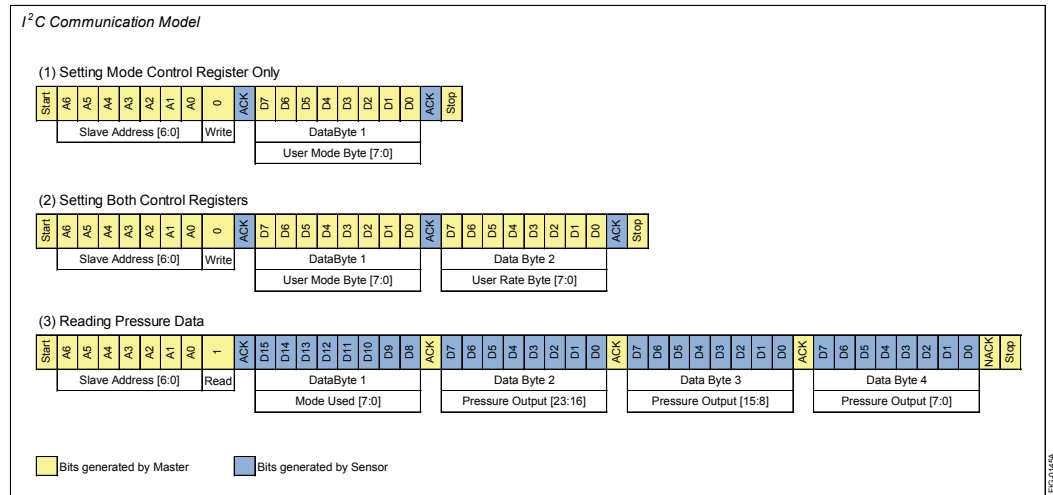 I²C Communication Model
(1) Setting Mode Control Register Only
Start A6 A5 A4 A3 A2 A1 A0 0 ACK D7 D6 D5 D4 D3 D2 D1 D0 ACK Stop
Slave Address [6:0] Write DataByte 1
User Mode Byte [7:0]
(2) Setting Both Control Registers
Start A6 A5 A4 A3 A2 A1 A0 0 ACK D7 D6 D5 D4 D3 D2 D1 D0 ACK D7 D6 D5 D4 D3 D2 D1 D0 ACK Stop
Slave Address [6:0] Write DataByte 1 Data Byte 2
User Mode Byte [7:0] User Rate Byte [7:0]
(3) Reading Pressure Data
Start A6 A5 A4 A3 A2 A1 A0 1 ACK D15 D14 D13 D12 D11 D10 D9 D8 ACK D7 D6 D5 D4 D3 D2 D1 D0 ACK D7 D6 D5 D4 D3 D2 D1 D0 ACK D7 D6 D5 D4 D3 D2 D1 D0 NACK Stop
Slave Address [6:0] Read DataByte 1 Data Byte 2 Data Byte 3 Data Byte 4
Mode Used [7:0] Pressure Output [23:16] Pressure Output [15:8] Pressure Output [7:0]
Bits generated by Master Bits generated by Sensor
FIG-0145A